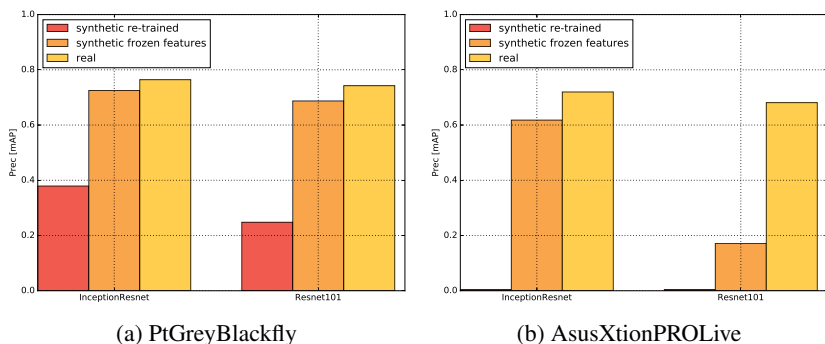 synthetic re-trained
synthetic frozen features
real
1.0
0.8
0.6
0.4
0.2
0.0
Prec [mAP]
InceptionResnet
Resnet101
(a) PtGreyBlackfly
synthetic re-trained
synthetic frozen features
real
1.0
0.8
0.6
0.4
0.2
0.0
Prec [mAP]
InceptionResnet
Resnet101
(b) AsusXtionPROLive